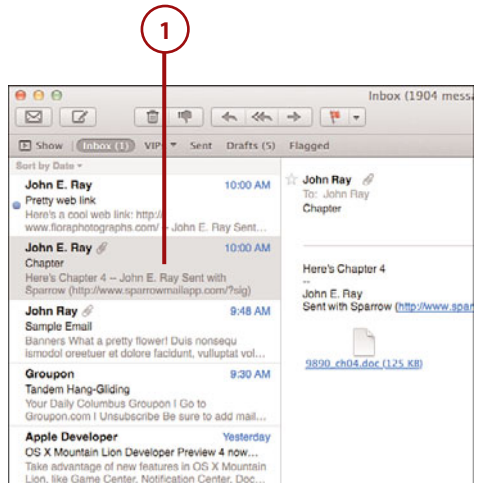 1
Inbox (1904 messa
Show Inbox (1) VIP Sent Drafts (5) Flagged
Sort by Date
John E. Ray 10:00 AM
Pretty web link
Here's a cool web link: http://
www.floraphotographs.com/ -- John E. Ray Sent...
John E. Ray 10:00 AM
Chapter
Here's Chapter 4 -- John E. Ray Sent with
Sparrow (http://www.sparrowmailapp.com/?sig)
John Ray 9:48 AM
Sample Email
Banners What a pretty flower! Duis nonsequ
ismodol oreetuer et dolore facidunt, vulluptat vol...
Groupon 9:30 AM
Tandem Hang-Gliding
Your Daily Columbus Groupon | Go to
Groupon.com | Unsubscribe Be sure to add mail...
Apple Developer Yesterday
OS X Mountain Lion Developer Preview 4 now...
Take advantage of new features in OS X Mountain
Lion, like Game Center, Notification Center, Doc...
John Ray
To: John Ray
Chapter
Here's Chapter 4
--
John E. Ray
Sent with Sparrow (http://www.spar
9890_ch04.doc (125 KB)